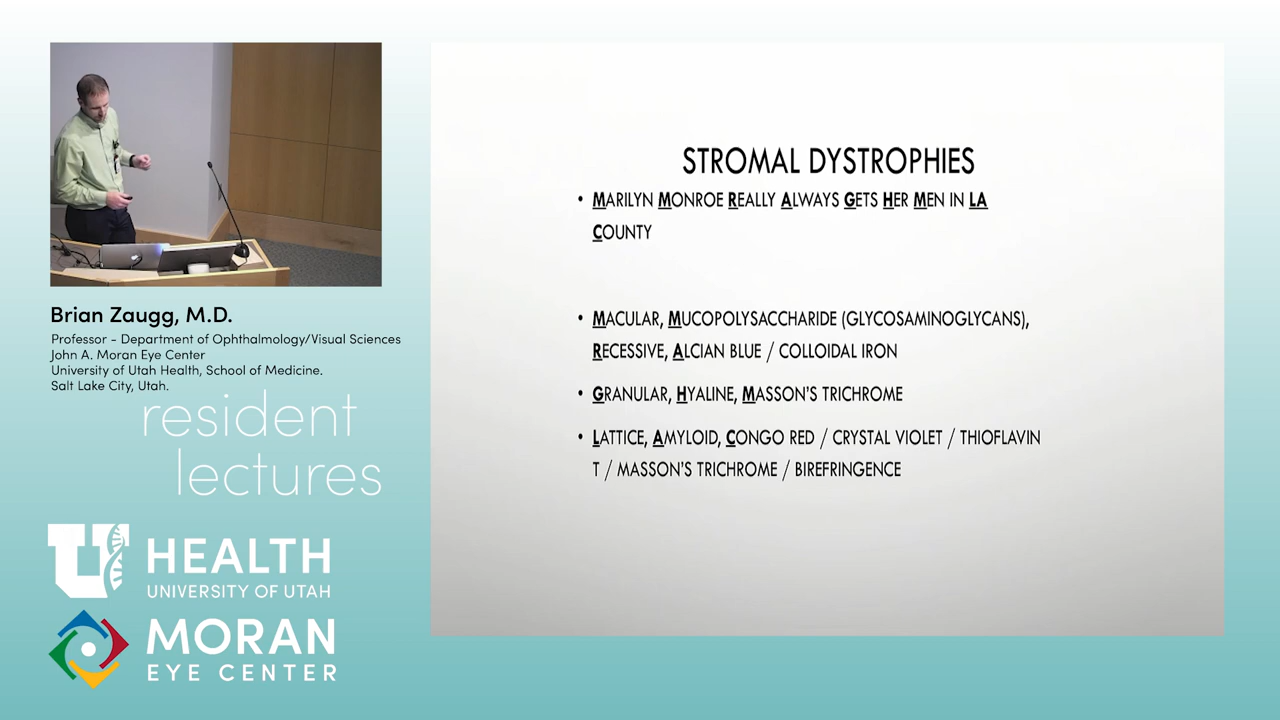 Brian Zaugg, M.D.
Professor - Department of Ophthalmology/Visual Sciences
John A. Moran Eye Center
University of Utah Health, School of Medicine.
Salt Lake City, Utah.
resident
lectures
U HEALTH
UNIVERSITY OF UTAH
MORAN
EYE CENTER
STROMAL DYSTROPHIES
• MARILYN MONROE REALLY ALWAYS GETS HER MEN IN LA
COUNTY
• MACULAR, MUCOPOLYSACCHARIDE (GLYCOSAMINOGLYCANS),
RECESSIVE, ALCIAN BLUE / COLLOIDAL IRON
• GRANULAR, HYALINE, MASSON'S TRICHROME
• LATTICE, AMYLOID, CONGO RED / CRYSTAL VIOLET / THIOFLAVIN
T / MASSON'S TRICHROME / BIREFRINGENCE